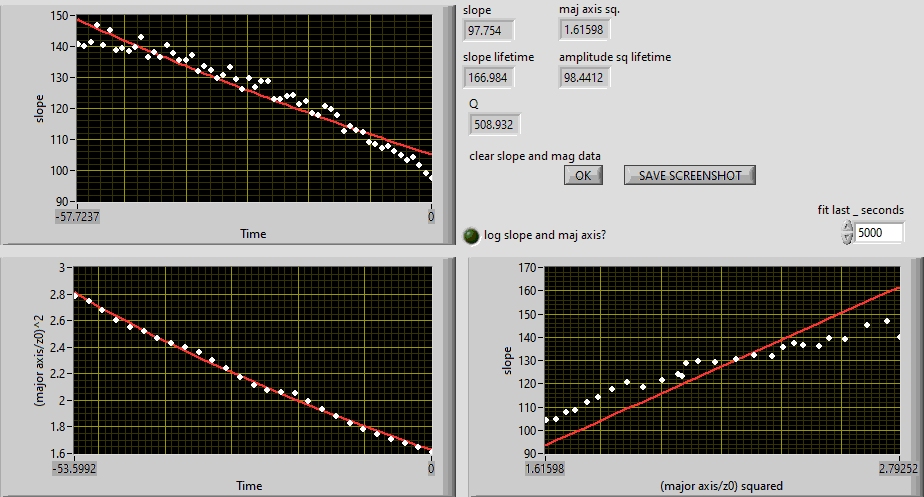 slope
97.754
maj axis sq.
1.61598
slope lifetime
166.984
amplitude sq lifetime
98.4412
Q
508.932
clear slope and mag data
OK
SAVE SCREENSHOT
fit last _ seconds
5000
log slope and maj axis?
150
140
130
120
110
100
90
slope
-57.7237
0
Time
3
2.8
2.6
2.4
2.2
2
1.8
1.6
(major axis/z0))^2
-53.5992
0
Time
170
160
150
140
130
120
110
100
90
slope
1.61598
2.79252
(major axis/z0) squared